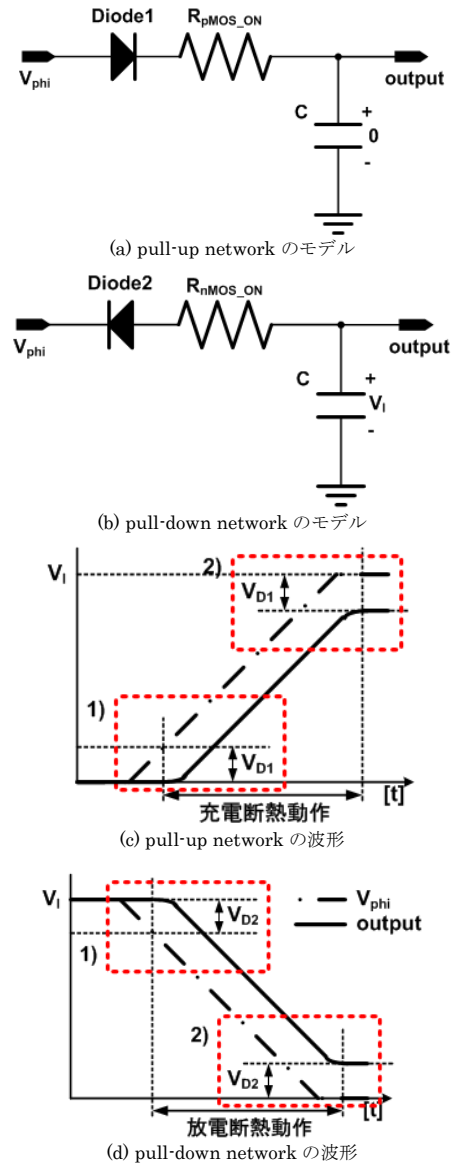 Diode1
RpMOS_ON
Vphi
output
C
+
0
-
(a) pull-up network のモデル
Diode2
RnMOS_ON
Vphi
output
C
+
VI
-
(b) pull-down network のモデル
VI
2)
VD1
1)
VD1
[t]
充電断熱動作
(c) pull-up network の波形
VI
Vphi
VD2
output
1)
2)
VD2
[t]
放電断熱動作
(d) pull-down network の波形